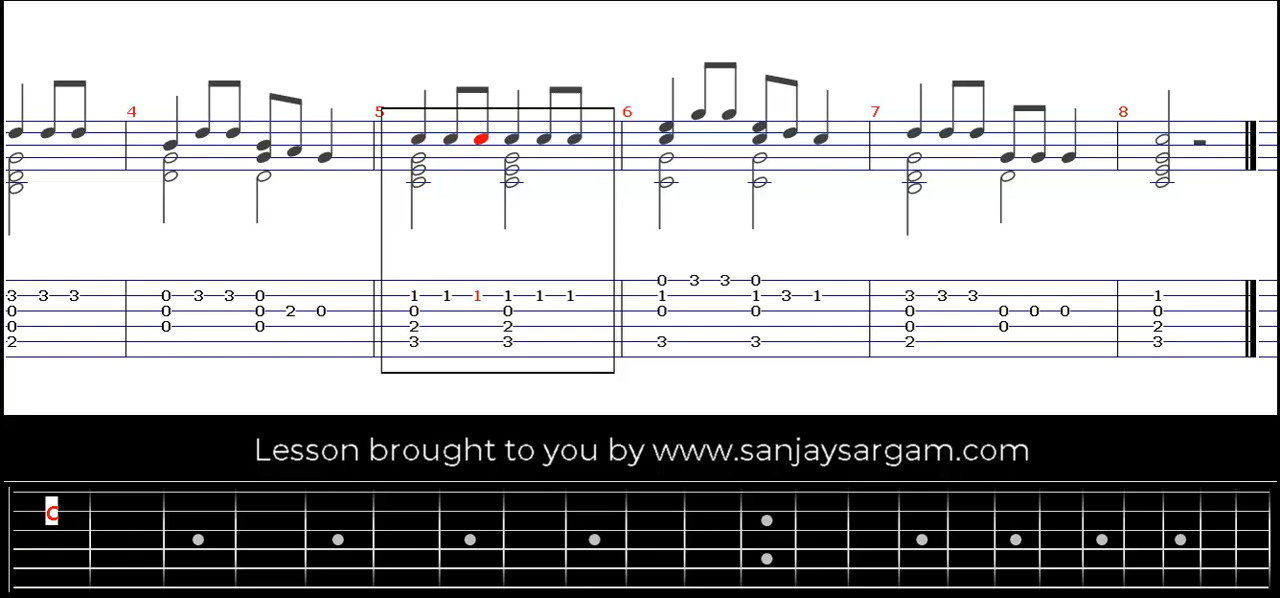 4 5 6 7 8
0 3 3 0
3 3 3 0 3 3 0 1 1 1 1 1 1 1 1 3 1 3 3 3 1
0 0 0 2 0 0 0 0 0 0 0 0 0 0
0 0 0 2 2 0 0 2
2 3 3 3 3 2 3
Lesson brought to you by www.sanjaysargam.com
C